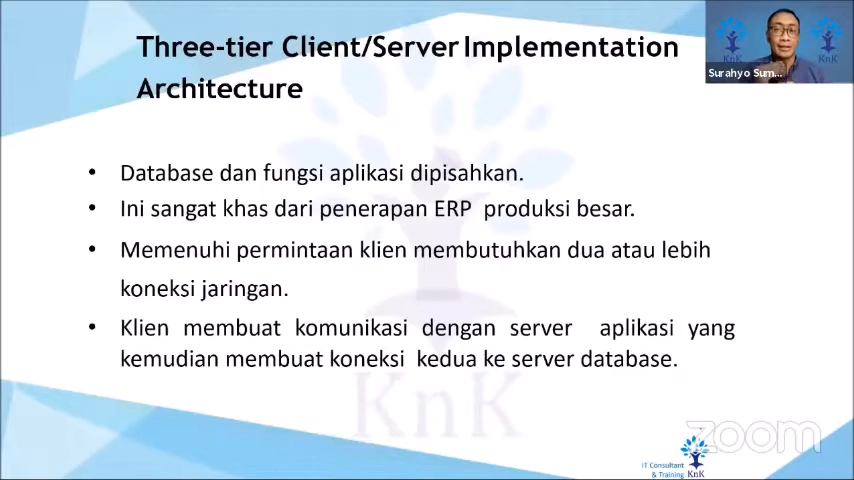 Three-tier Client/Server Implementation
Architecture
KnK
KnK
Surahyo Sum...
• Database dan fungsi aplikasi dipisahkan.
• Ini sangat khas dari penerapan ERP produksi besar.
• Memenuhi permintaan klien membutuhkan dua atau lebih
koneksi jaringan.
• Klien membuat komunikasi dengan server aplikasi yang
kemudian membuat koneksi kedua ke server database.
KnK
zoom
IT Consultant
& Training KnK